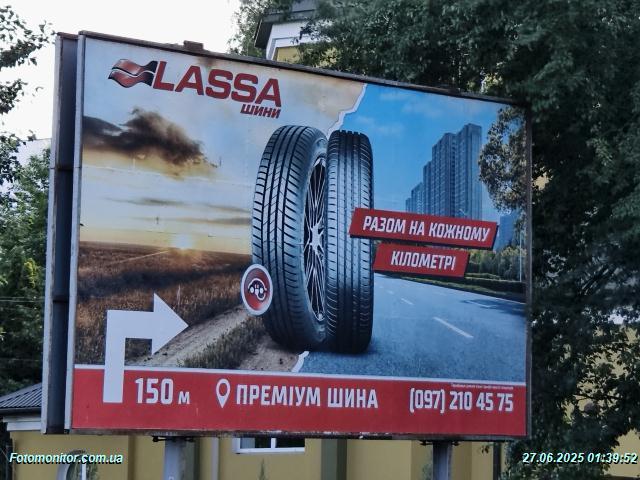 LASSA
ШИНИ
РАЗОМ НА КОЖНОМУ
КІЛОМЕТРІ
150 м
ПРЕМІУМ ШИНА
(097) 210 45 75
Fotomonitor.com.ua
27.06.2025 01:39:52